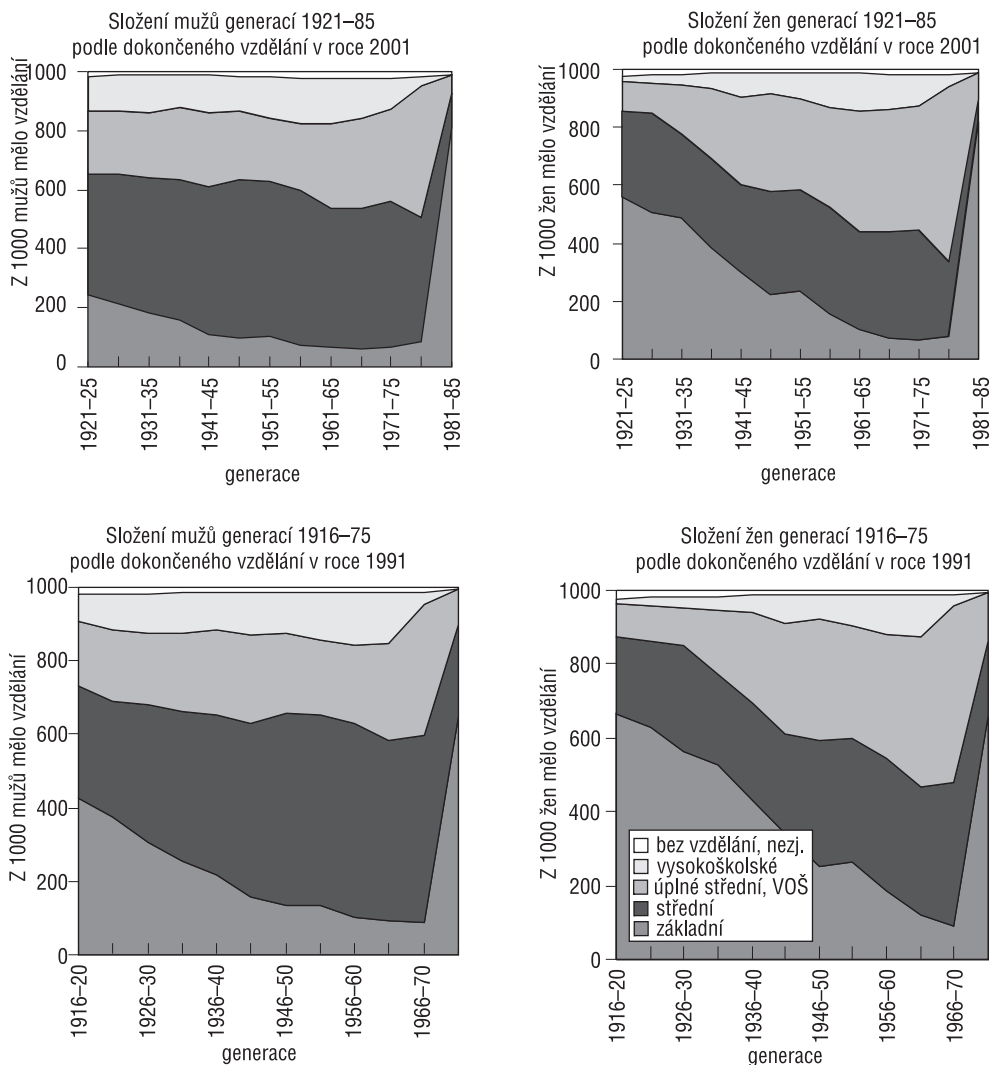 Složení mužů generací 1921–85
podle dokončeného vzdělání v roce 2001
Z 1000 mužů mělo vzdělání
1000
800
600
400
200
0
1921–25
1931–35
1941–45
1951–55
1961–65
1971–75
1981–85
generace
Složení žen generací 1921–85
podle dokončeného vzdělání v roce 2001
Z 1000 žen mělo vzdělání
1000
800
600
400
200
0
1921–25
1931–35
1941–45
1951–55
1961–65
1971–75
1981–85
generace
Složení mužů generací 1916–75
podle dokončeného vzdělání v roce 1991
Z 1000 mužů mělo vzdělání
1000
800
600
400
200
0
1916–20
1926–30
1936–40
1946–50
1956–60
1966–70
generace
Složení žen generací 1916–75
podle dokončeného vzdělání v roce 1991
Z 1000 žen mělo vzdělání
1000
800
600
400
200
0
bez vzdělání, nezj.
vysokoškolské
úplné střední, VOŠ
střední
základní
1916–20
1926–30
1936–40
1946–50
1956–60
1966–70
generace